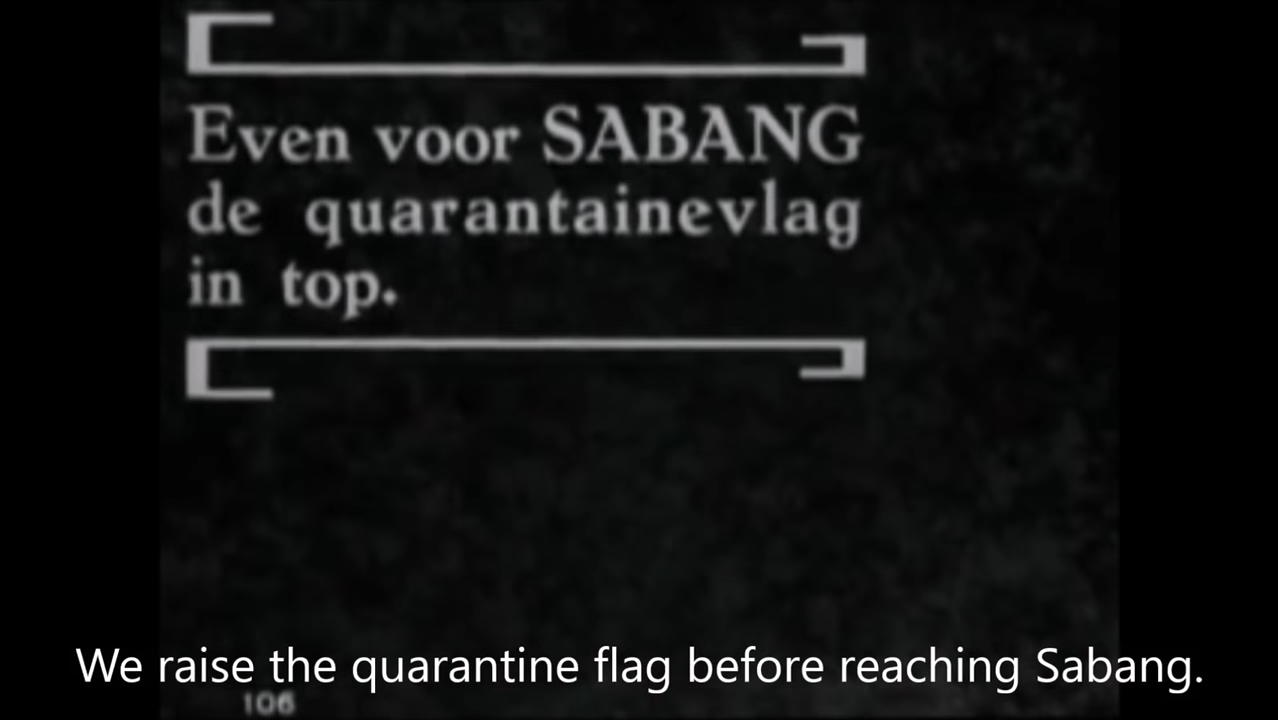 Even voor SABANG
de quarantainevlag
in top.
We raise the quarantine flag before reaching Sabang.
106